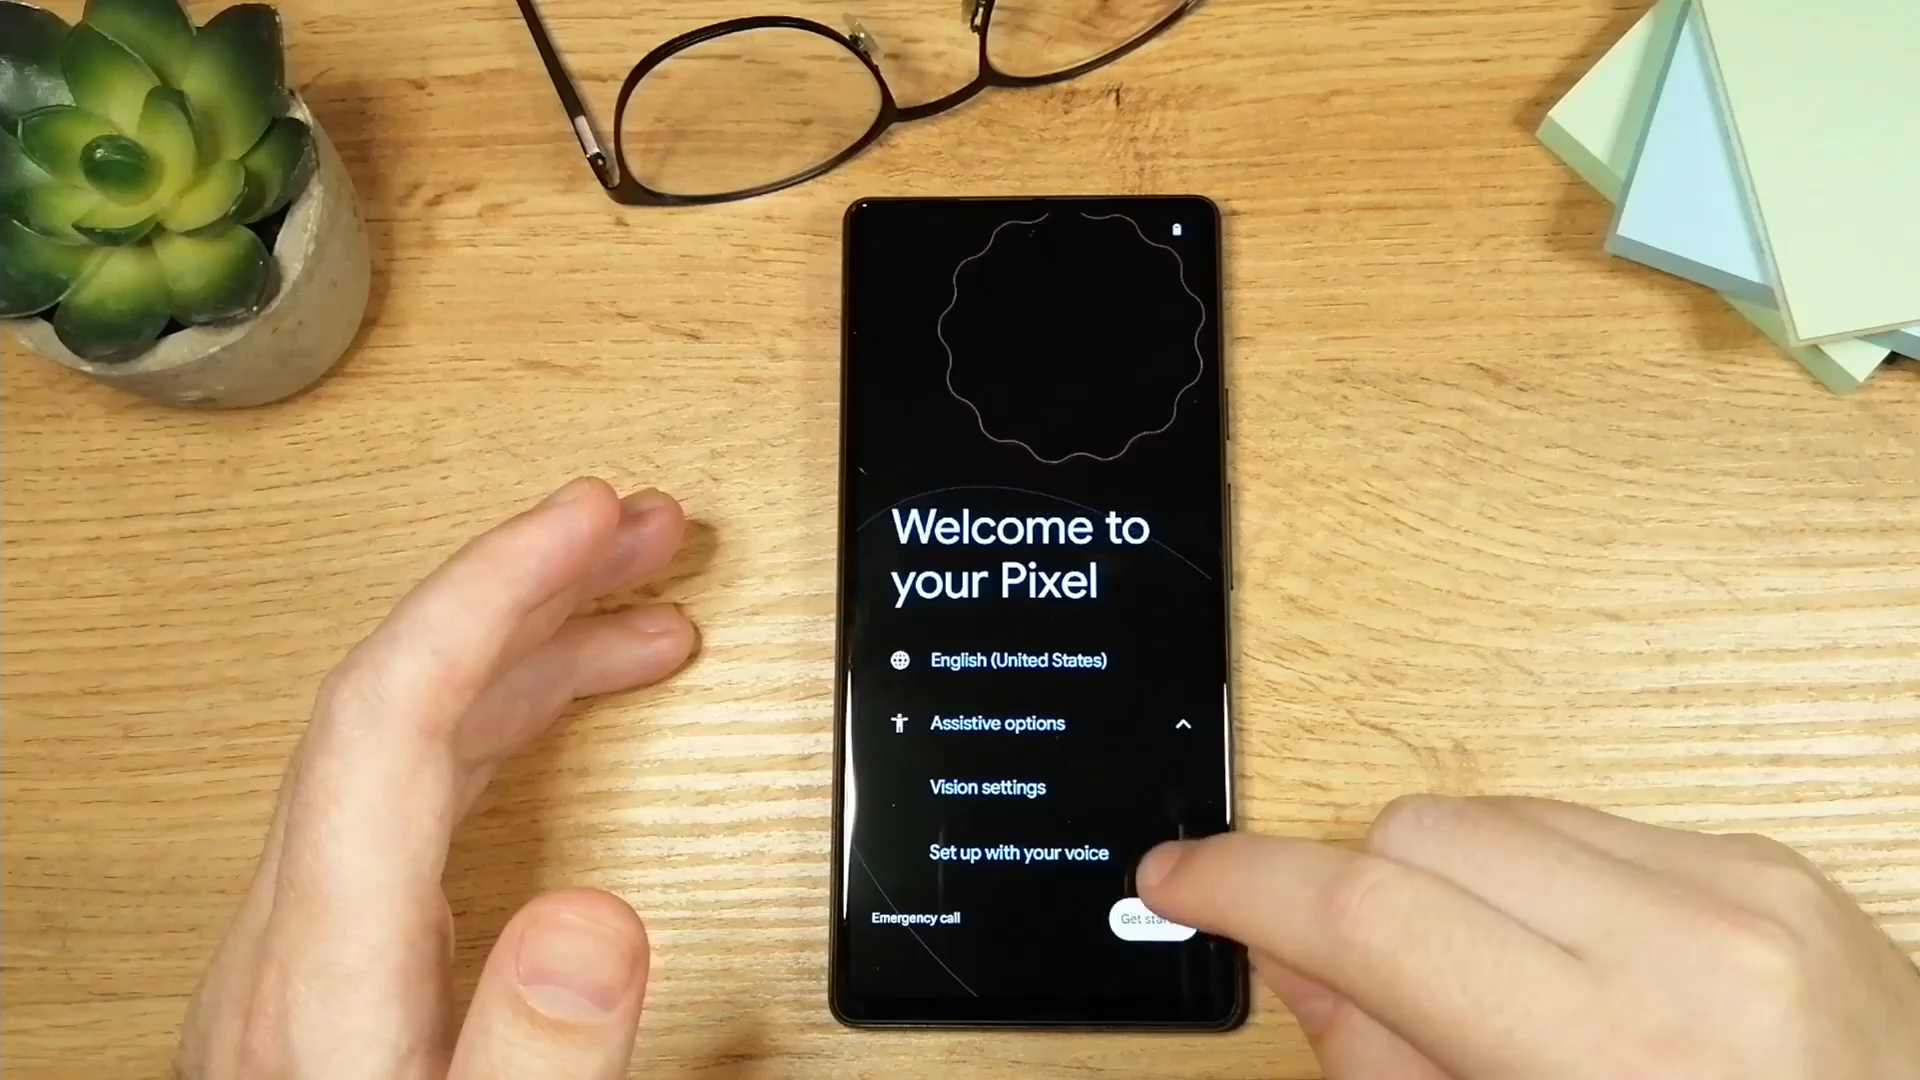 Welcome to
your Pixel
English (United States)
Assistive options
Vision settings
Set up with your voice
Emergency call
Get